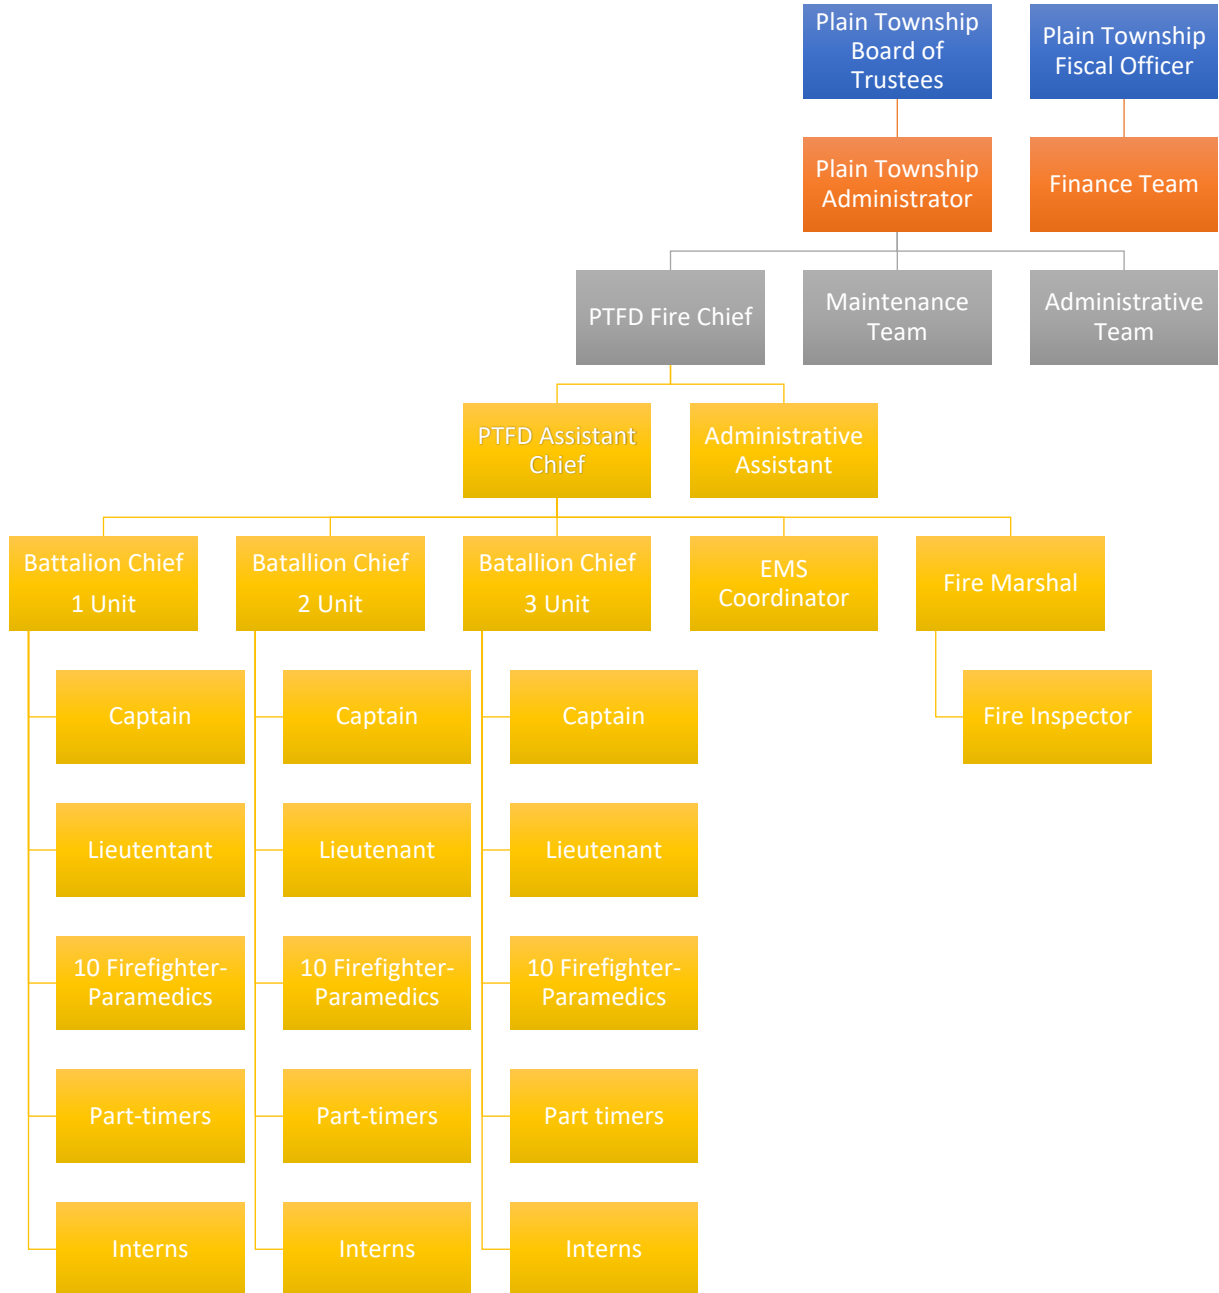 Plain Township
Board of
Trustees
Plain Township
Fiscal Officer
Plain Township
Administrator
Finance Team
PTFD Fire Chief
Maintenance
Team
Administrative
Team
PTFD Assistant
Chief
Administrative
Assistant
Battalion Chief
1 Unit
Batallion Chief
2 Unit
Batallion Chief
3 Unit
EMS
Coordinator
Fire Marshal
Captain
Captain
Captain
Fire Inspector
Lieutentant
Lieutenant
Lieutenant
10 Firefighter-
Paramedics
10 Firefighter-
Paramedics
10 Firefighter-
Paramedics
Part-timers
Part-timers
Part timers
Interns
Interns
Interns